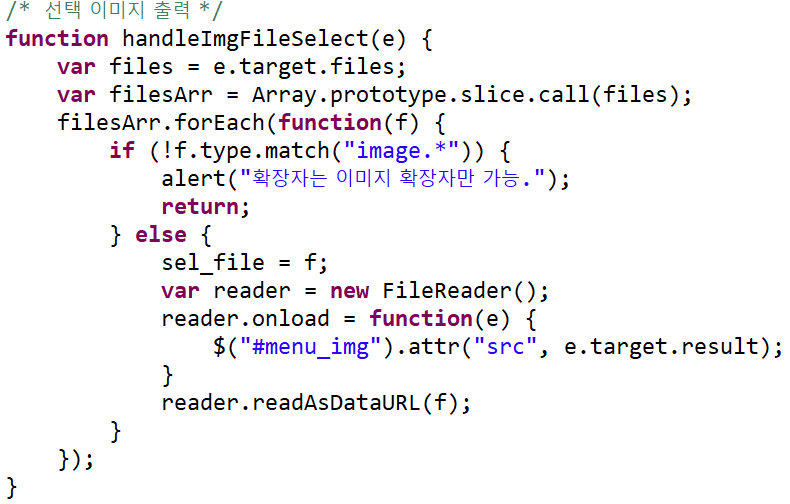 /* 선택 이미지 출력 */
function handleImgFileSelect(e) {
    var files = e.target.files;
    var filesArr = Array.prototype.slice.call(files);
    filesArr.forEach(function(f) {
        if (!f.type.match("image.*")) {
            alert("확장자는 이미지 확장자만 가능.");
            return;
        } else {
            sel_file = f;
            var reader = new FileReader();
            reader.onload = function(e) {
                $("#menu_img").attr("src", e.target.result);
            }
            reader.readAsDataURL(f);
        }
    });
}